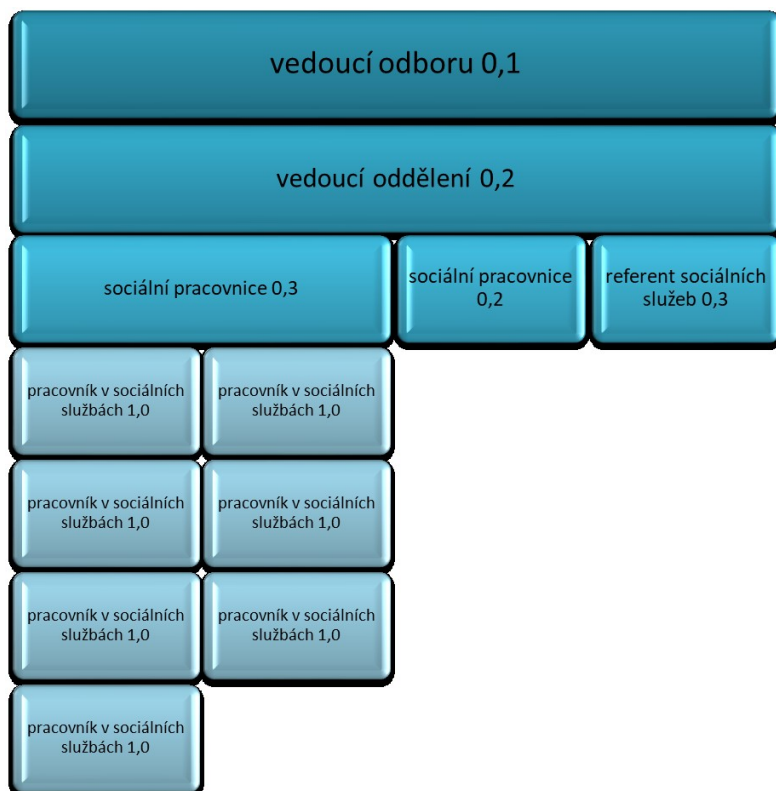 vedoucí odboru 0,1
vedoucí oddělení 0,2
sociální pracovnice 0,3
sociální pracovnice
0,2
referent sociálních
služeb 0,3
pracovník v sociálních
službách 1,0
pracovník v sociálních
službách 1,0
pracovník v sociálních
službách 1,0
pracovník v sociálních
službách 1,0
pracovník v sociálních
službách 1,0
pracovník v sociálních
službách 1,0
pracovník v sociálních
službách 1,0